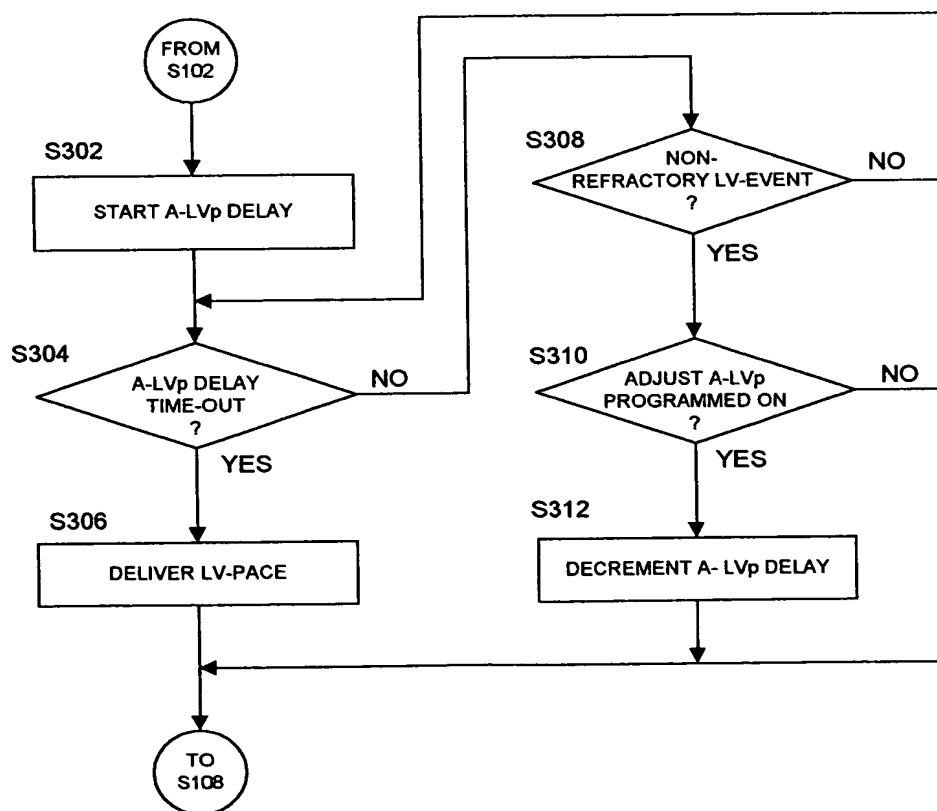 FROM
S102
S302
START A-LVp DELAY
S304
A-LVp DELAY
TIME-OUT
?
NO
YES
S306
DELIVER LV-PACE
TO
S108
S308
NON-
REFRACTORY LV-EVENT
?
NO
YES
S310
ADJUST A-LVp
PROGRAMMED ON
?
NO
YES
S312
DECREMENT A- LVp DELAY